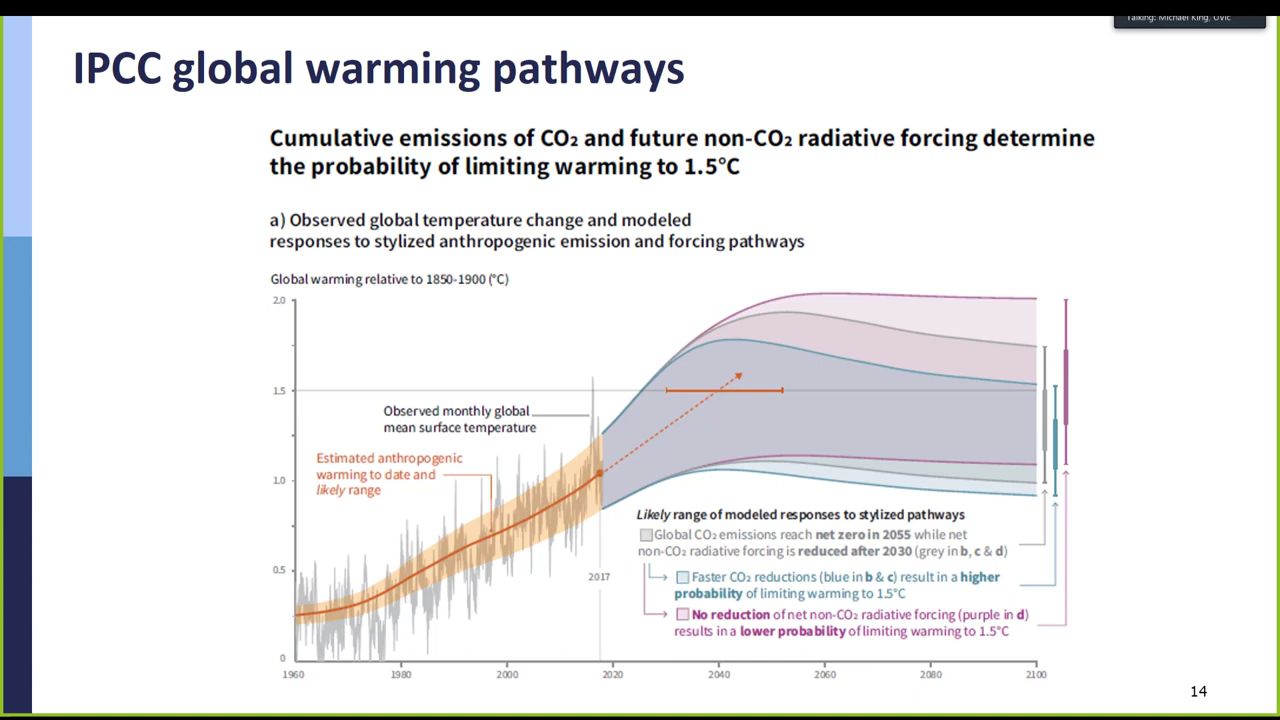 Talking: Michael King, UVic
IPCC global warming pathways
Cumulative emissions of CO₂ and future non-CO₂ radiative forcing determine
the probability of limiting warming to 1.5°C
a) Observed global temperature change and modeled
responses to stylized anthropogenic emission and forcing pathways
Global warming relative to 1850-1900 (°C)
2.0
1.5
1.0
0.5
0
Observed monthly global
mean surface temperature
Estimated anthropogenic
warming to date and
likely range
2017
Likely range of modeled responses to stylized pathways
Global CO₂ emissions reach net zero in 2055 while net
non-CO₂ radiative forcing is reduced after 2030 (grey in b, c & d)
Faster CO₂ reductions (blue in b & c) result in a higher
probability of limiting warming to 1.5°C
No reduction of net non-CO₂ radiative forcing (purple in d)
results in a lower probability of limiting warming to 1.5°C
1960
1980
2000
2020
2040
2060
2080
2100
14